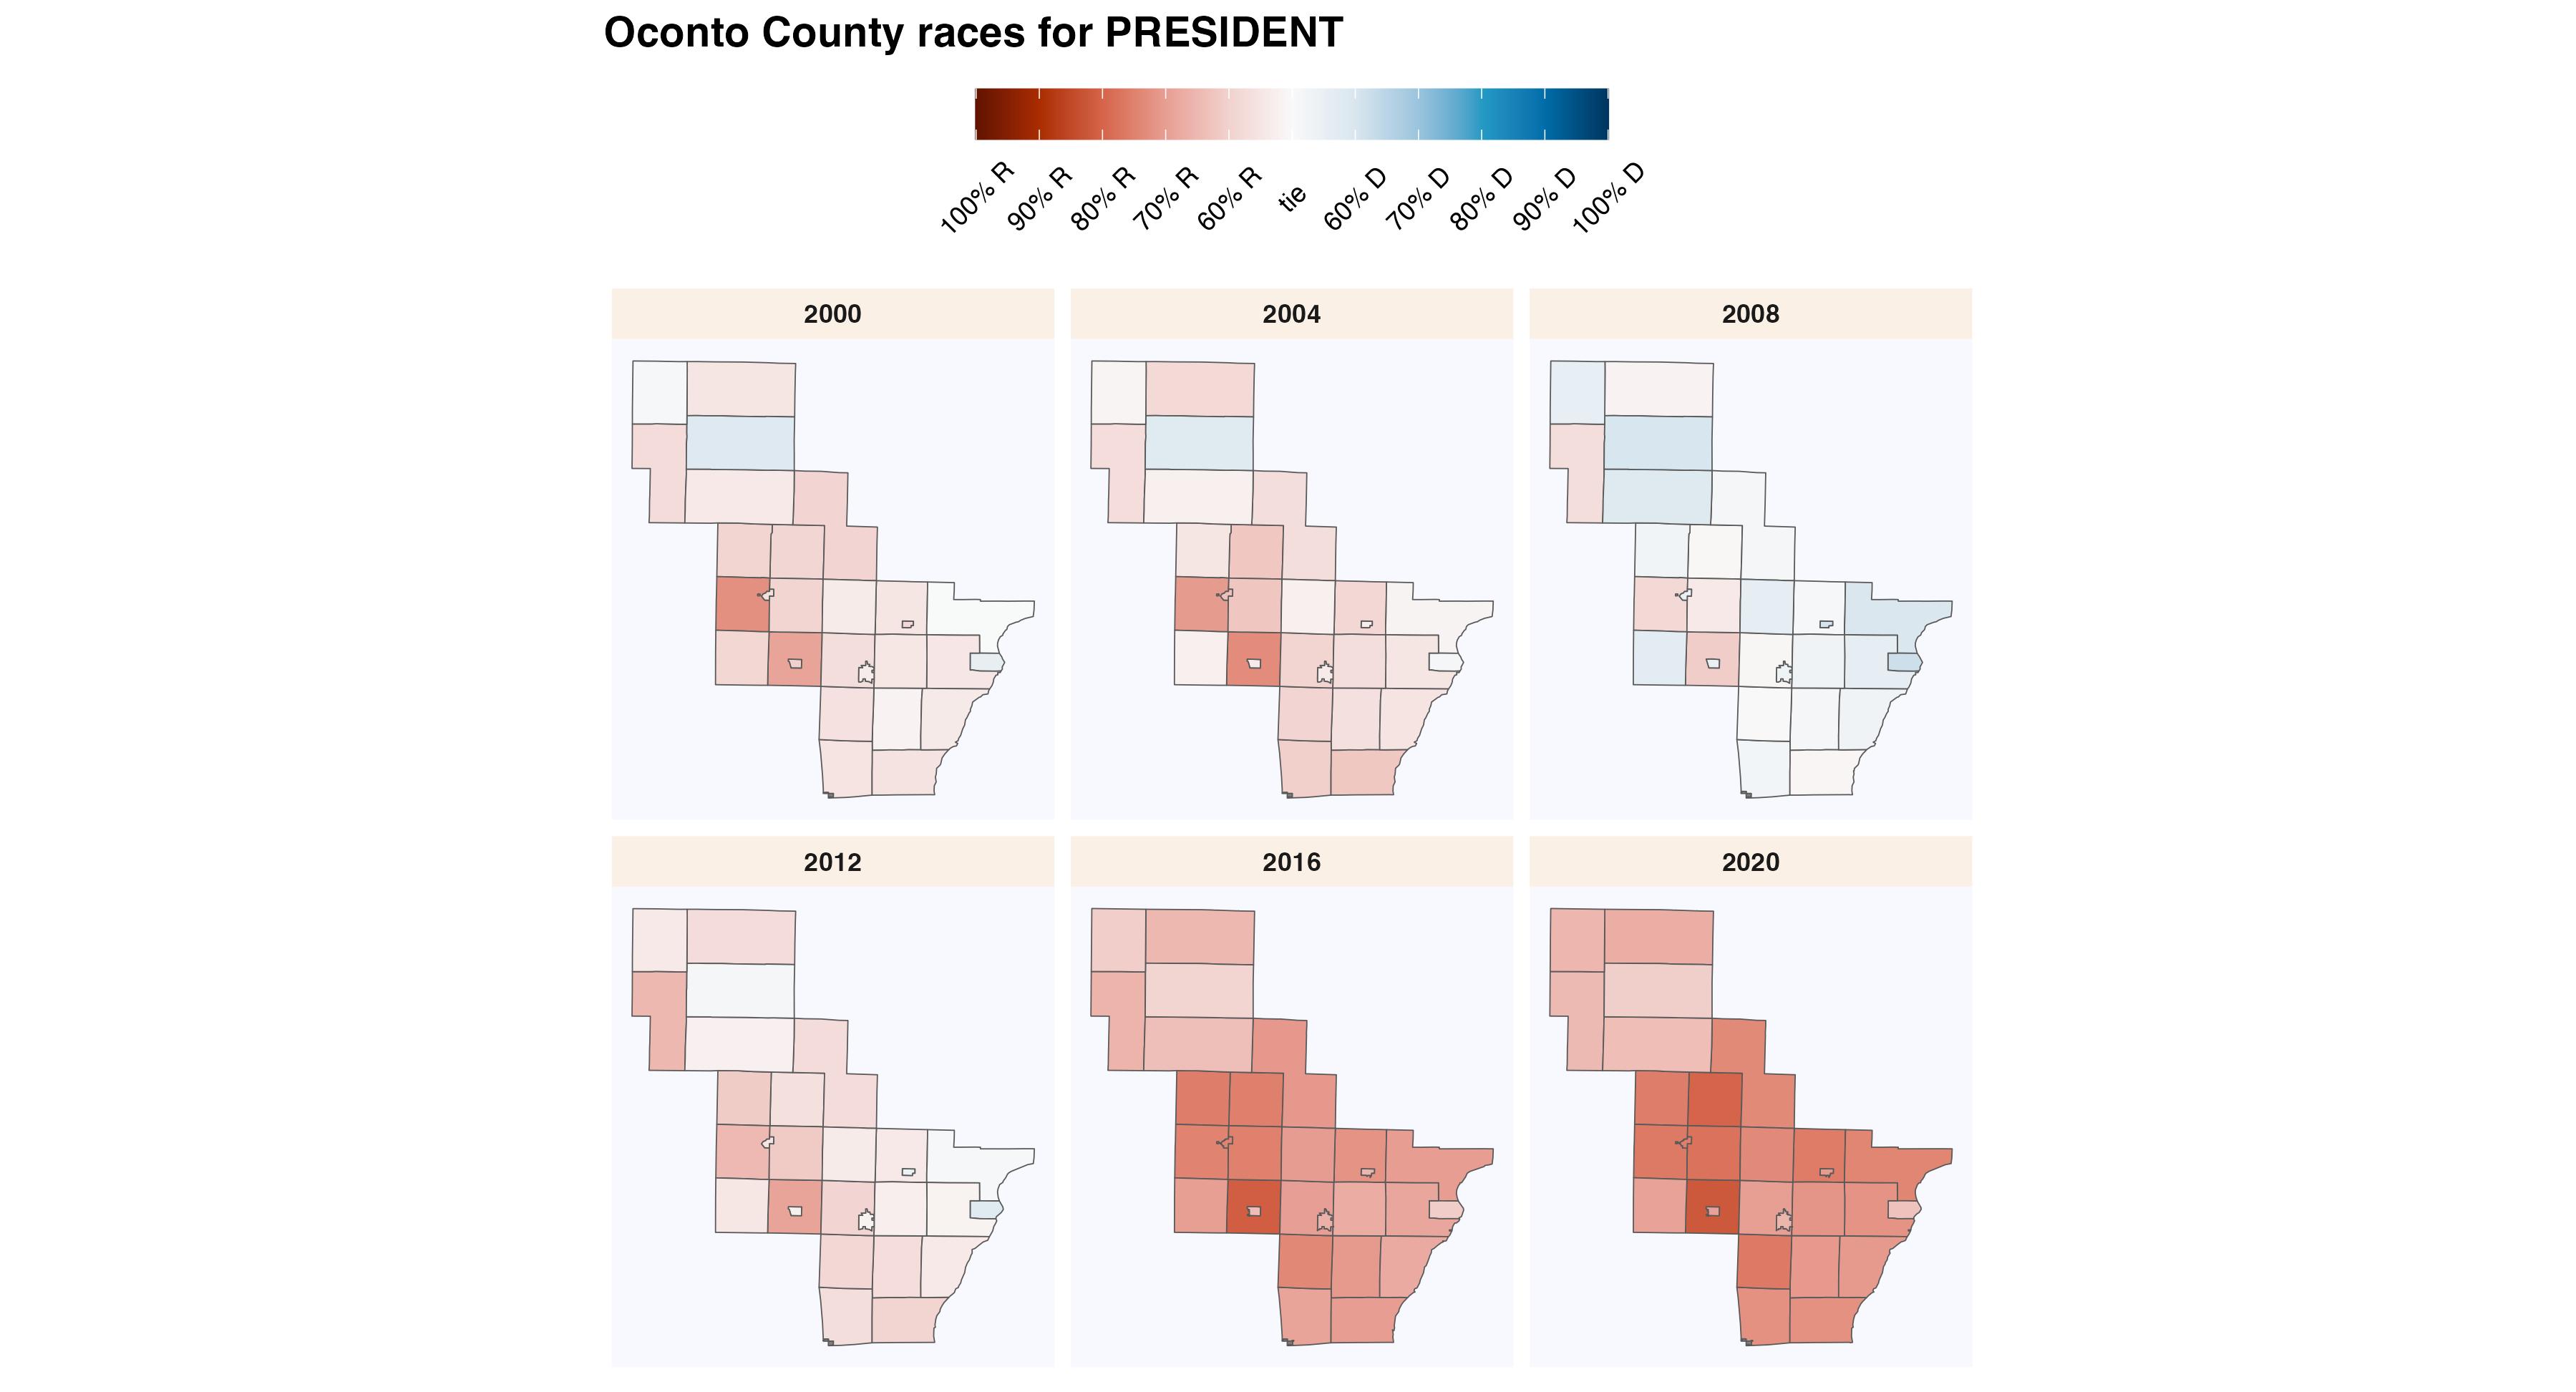 Oconto County races for PRESIDENT
100% R 90% R 80% R 70% R 60% R tie 60% D 70% D 80% D 90% D 100% D
2000 2004 2008
2012 2016 2020